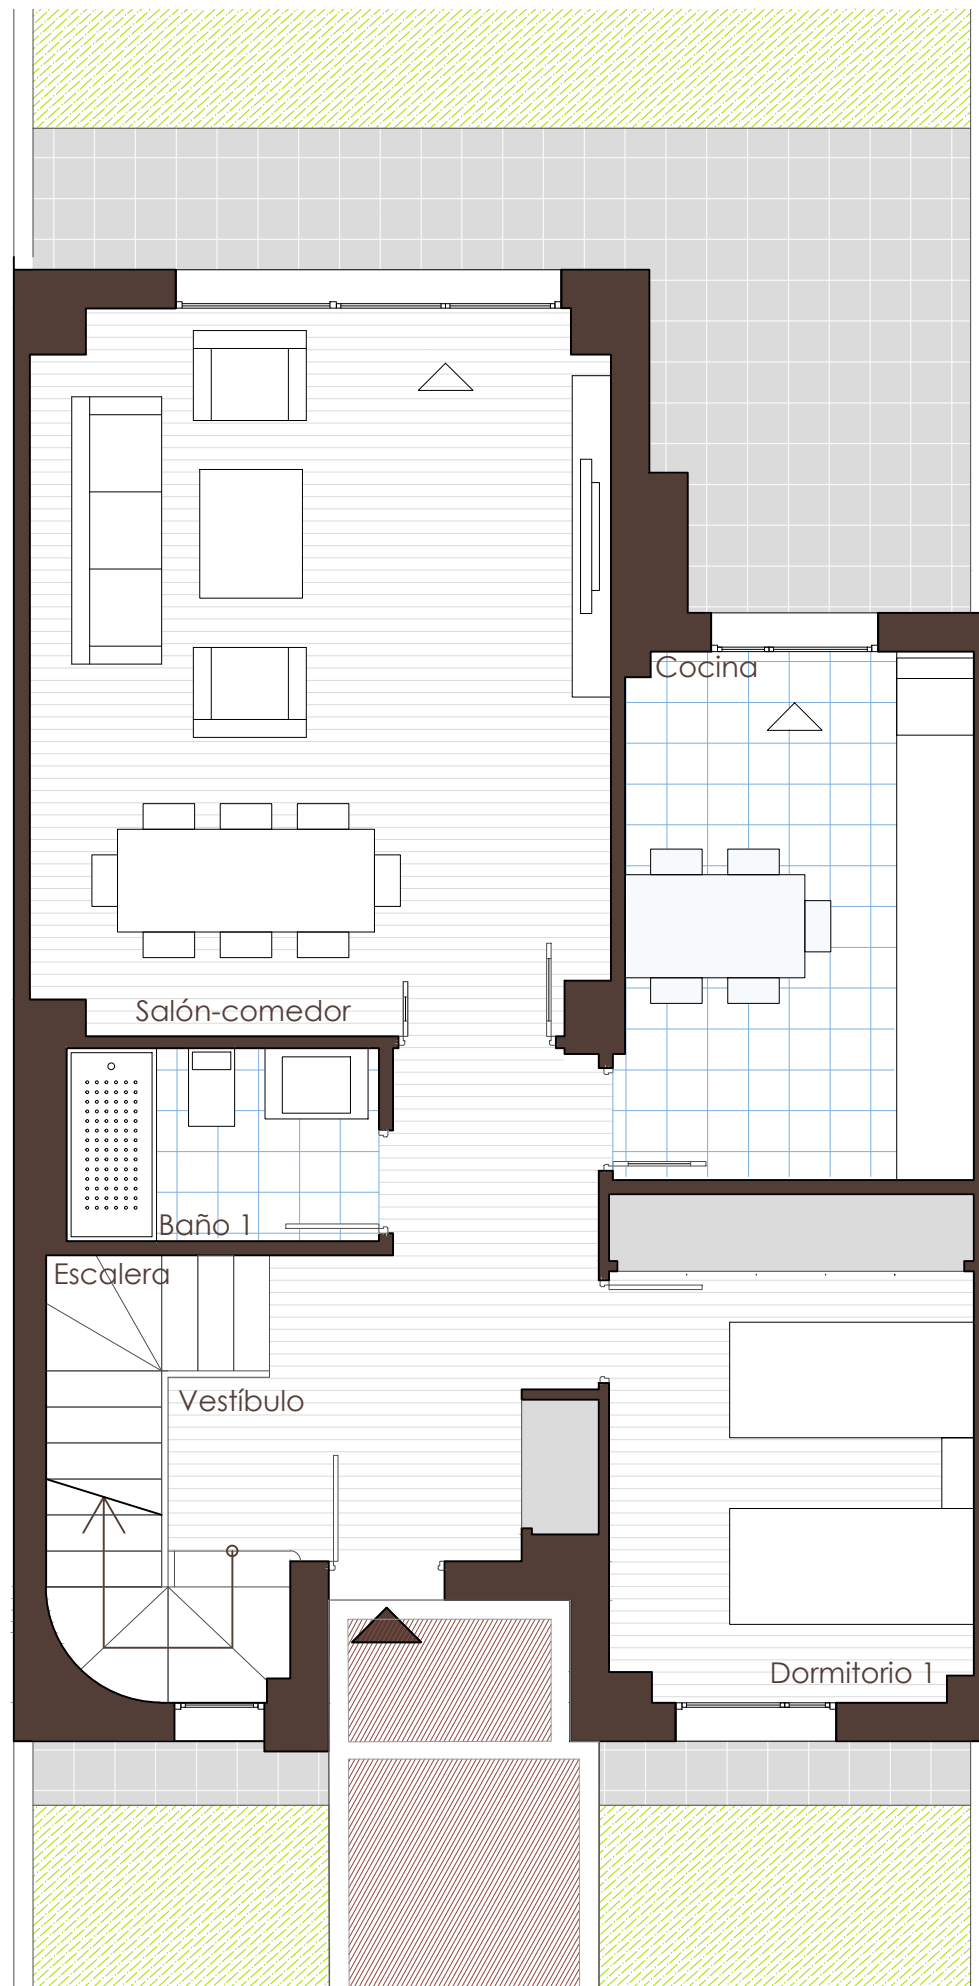 Cocina
Salón-comedor
Baño 1
Escalera
Vestíbulo
Dormitorio 1